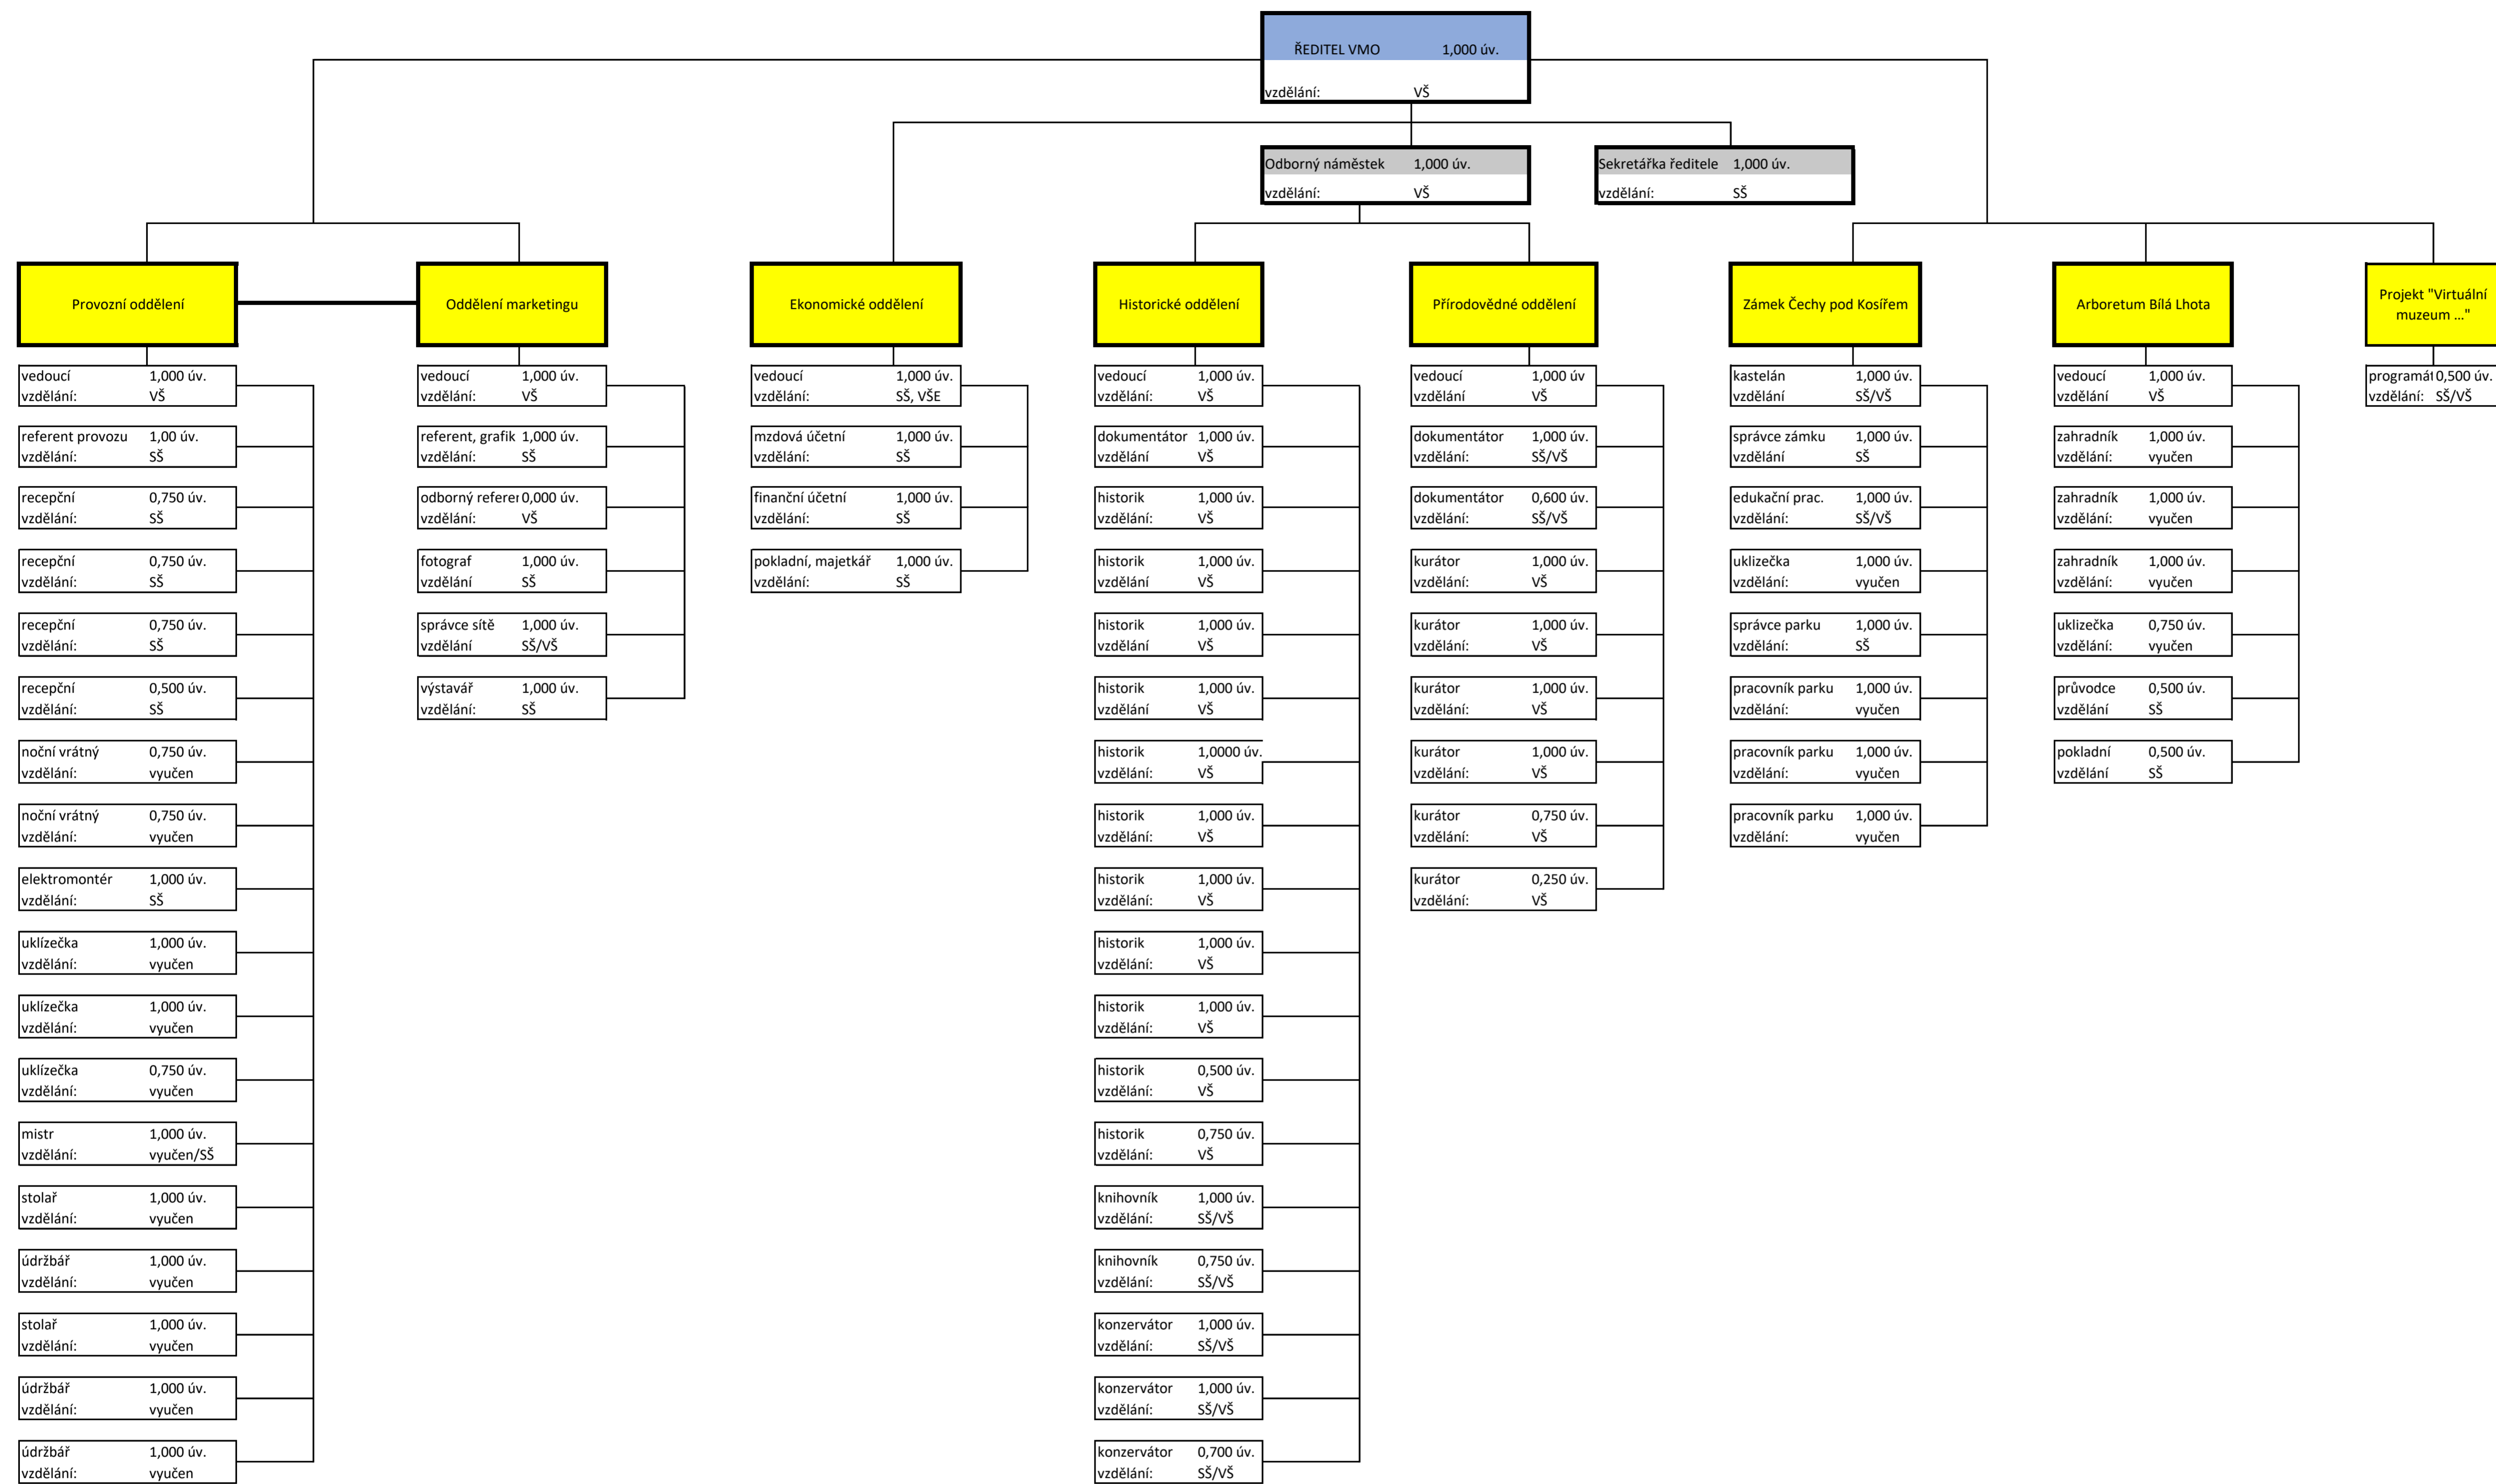 ŘEDITEL VMO 1,000 úv.
vzdělání: VŠ
Odborný náměstek 1,000 úv.
vzdělání: VŠ
Sekretářka ředitele 1,000 úv.
vzdělání: SŠ
Provozní oddělení
vedoucí 1,000 úv.
vzdělání: VŠ
referent provozu 1,00 úv.
vzdělání: SŠ
recepční 0,750 úv.
vzdělání: SŠ
recepční 0,750 úv.
vzdělání: SŠ
recepční 0,750 úv.
vzdělání: SŠ
recepční 0,500 úv.
vzdělání: SŠ
noční vrátný 0,750 úv.
vzdělání: vyučen
noční vrátný 0,750 úv.
vzdělání: vyučen
elektromontér 1,000 úv.
vzdělání: SŠ
uklízečka 1,000 úv.
vzdělání: vyučen
uklízečka 1,000 úv.
vzdělání: vyučen
uklízečka 0,750 úv.
vzdělání: vyučen
mistr 1,000 úv.
vzdělání: vyučen/SŠ
stolař 1,000 úv.
vzdělání: vyučen
údržbář 1,000 úv.
vzdělání: vyučen
stolař 1,000 úv.
vzdělání: vyučen
údržbář 1,000 úv.
vzdělání: vyučen
údržbář 1,000 úv.
vzdělání: vyučen
Oddělení marketingu
vedoucí 1,000 úv.
vzdělání: VŠ
referent, grafik 1,000 úv.
vzdělání: SŠ
odborný referer 0,000 úv.
vzdělání: VŠ
fotograf 1,000 úv.
vzdělání SŠ
správce sítě 1,000 úv.
vzdělání SŠ/VŠ
výstavář 1,000 úv.
vzdělání: SŠ
Ekonomické oddělení
vedoucí 1,000 úv.
vzdělání: SŠ, VŠE
mzdová účetní 1,000 úv.
vzdělání: SŠ
finanční účetní 1,000 úv.
vzdělání: SŠ
pokladní, majetkář 1,000 úv.
vzdělání: SŠ
Historické oddělení
vedoucí 1,000 úv.
vzdělání: VŠ
dokumentátor 1,000 úv.
vzdělání VŠ
historik 1,000 úv.
vzdělání: VŠ
historik 1,000 úv.
vzdělání VŠ
historik 1,000 úv.
vzdělání VŠ
historik 1,000 úv.
vzdělání VŠ
historik 1,0000 úv.
vzdělání: VŠ
historik 1,000 úv.
vzdělání: VŠ
historik 1,000 úv.
vzdělání: VŠ
historik 1,000 úv.
vzdělání: VŠ
historik 1,000 úv.
vzdělání: VŠ
historik 0,500 úv.
vzdělání: VŠ
historik 0,750 úv.
vzdělání: VŠ
knihovník 1,000 úv.
vzdělání: SŠ/VŠ
knihovník 0,750 úv.
vzdělání: SŠ/VŠ
konzervátor 1,000 úv.
vzdělání: SŠ/VŠ
konzervátor 1,000 úv.
vzdělání: SŠ/VŠ
konzervátor 0,700 úv.
vzdělání: SŠ/VŠ
Přírodovědné oddělení
vedoucí 1,000 úv
vzdělání VŠ
dokumentátor 1,000 úv.
vzdělání: SŠ/VŠ
dokumentátor 0,600 úv.
vzdělání: SŠ/VŠ
kurátor 1,000 úv.
vzdělání: VŠ
kurátor 1,000 úv.
vzdělání: VŠ
kurátor 1,000 úv.
vzdělání: VŠ
kurátor 1,000 úv.
vzdělání: VŠ
kurátor 0,750 úv.
vzdělání: VŠ
kurátor 0,250 úv.
vzdělání: VŠ
Zámek Čechy pod Kosířem
kastelán 1,000 úv.
vzdělání SŠ/VŠ
správce zámku 1,000 úv.
vzdělání SŠ
edukační prac. 1,000 úv.
vzdělání: SŠ/VŠ
uklizečka 1,000 úv.
vzdělání: vyučen
správce parku 1,000 úv.
vzdělání: SŠ
pracovník parku 1,000 úv.
vzdělání: vyučen
pracovník parku 1,000 úv.
vzdělání: vyučen
pracovník parku 1,000 úv.
vzdělání: vyučen
Arboretum Bílá Lhota
vedoucí 1,000 úv.
vzdělání VŠ
zahradník 1,000 úv.
vzdělání: vyučen
zahradník 1,000 úv.
vzdělání: vyučen
zahradník 1,000 úv.
vzdělání: vyučen
uklizečka 0,750 úv.
vzdělání: vyučen
průvodce 0,500 úv.
vzdělání SŠ
pokladní 0,500 úv.
vzdělání SŠ
Projekt "Virtuální
muzeum ..."
programát 0,500 úv.
vzdělání: SŠ/VŠ